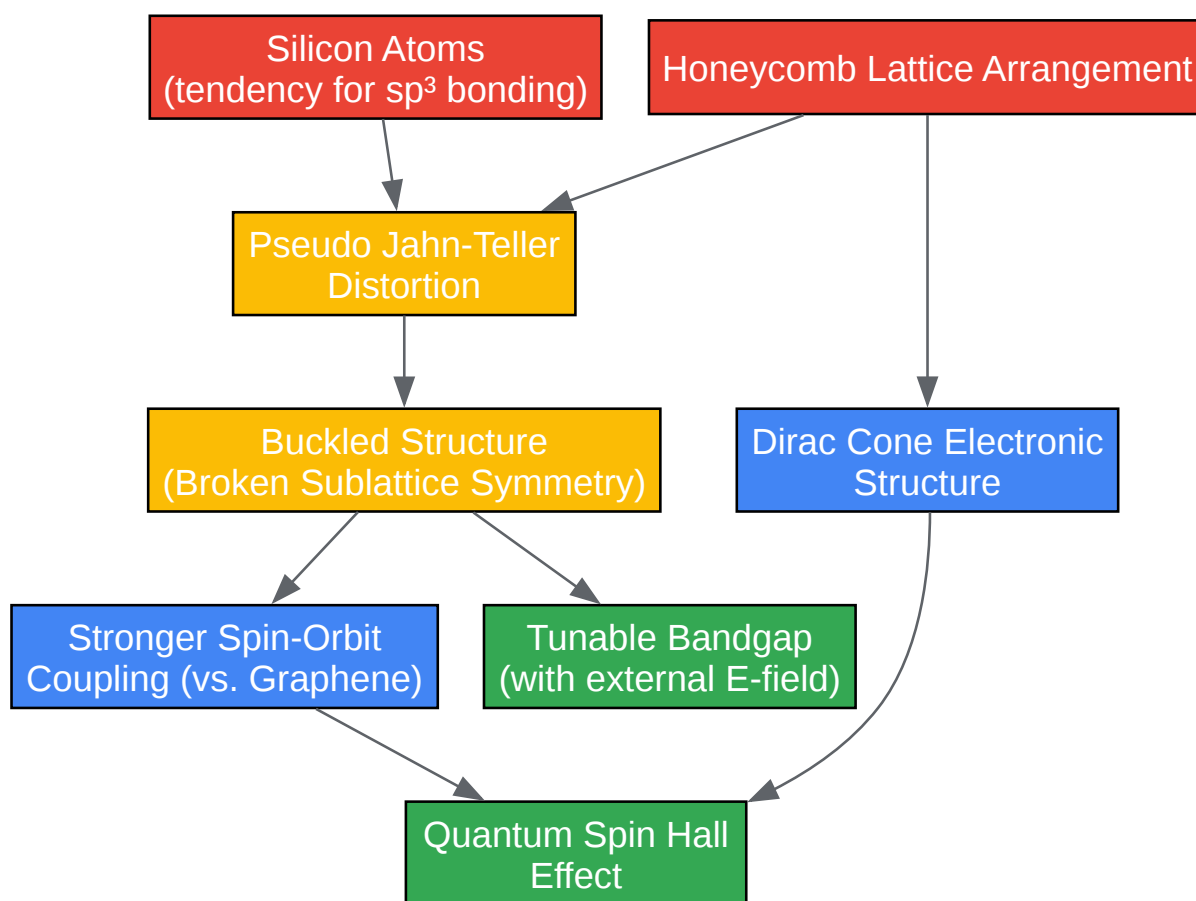 Silicon Atoms
(tendency for sp³ bonding)
Honeycomb Lattice Arrangement
Pseudo Jahn-Teller
Distortion
Buckled Structure
(Broken Sublattice Symmetry)
Dirac Cone Electronic
Structure
Stronger Spin-Orbit
Coupling (vs. Graphene)
Tunable Bandgap
(with external E-field)
Quantum Spin Hall
Effect